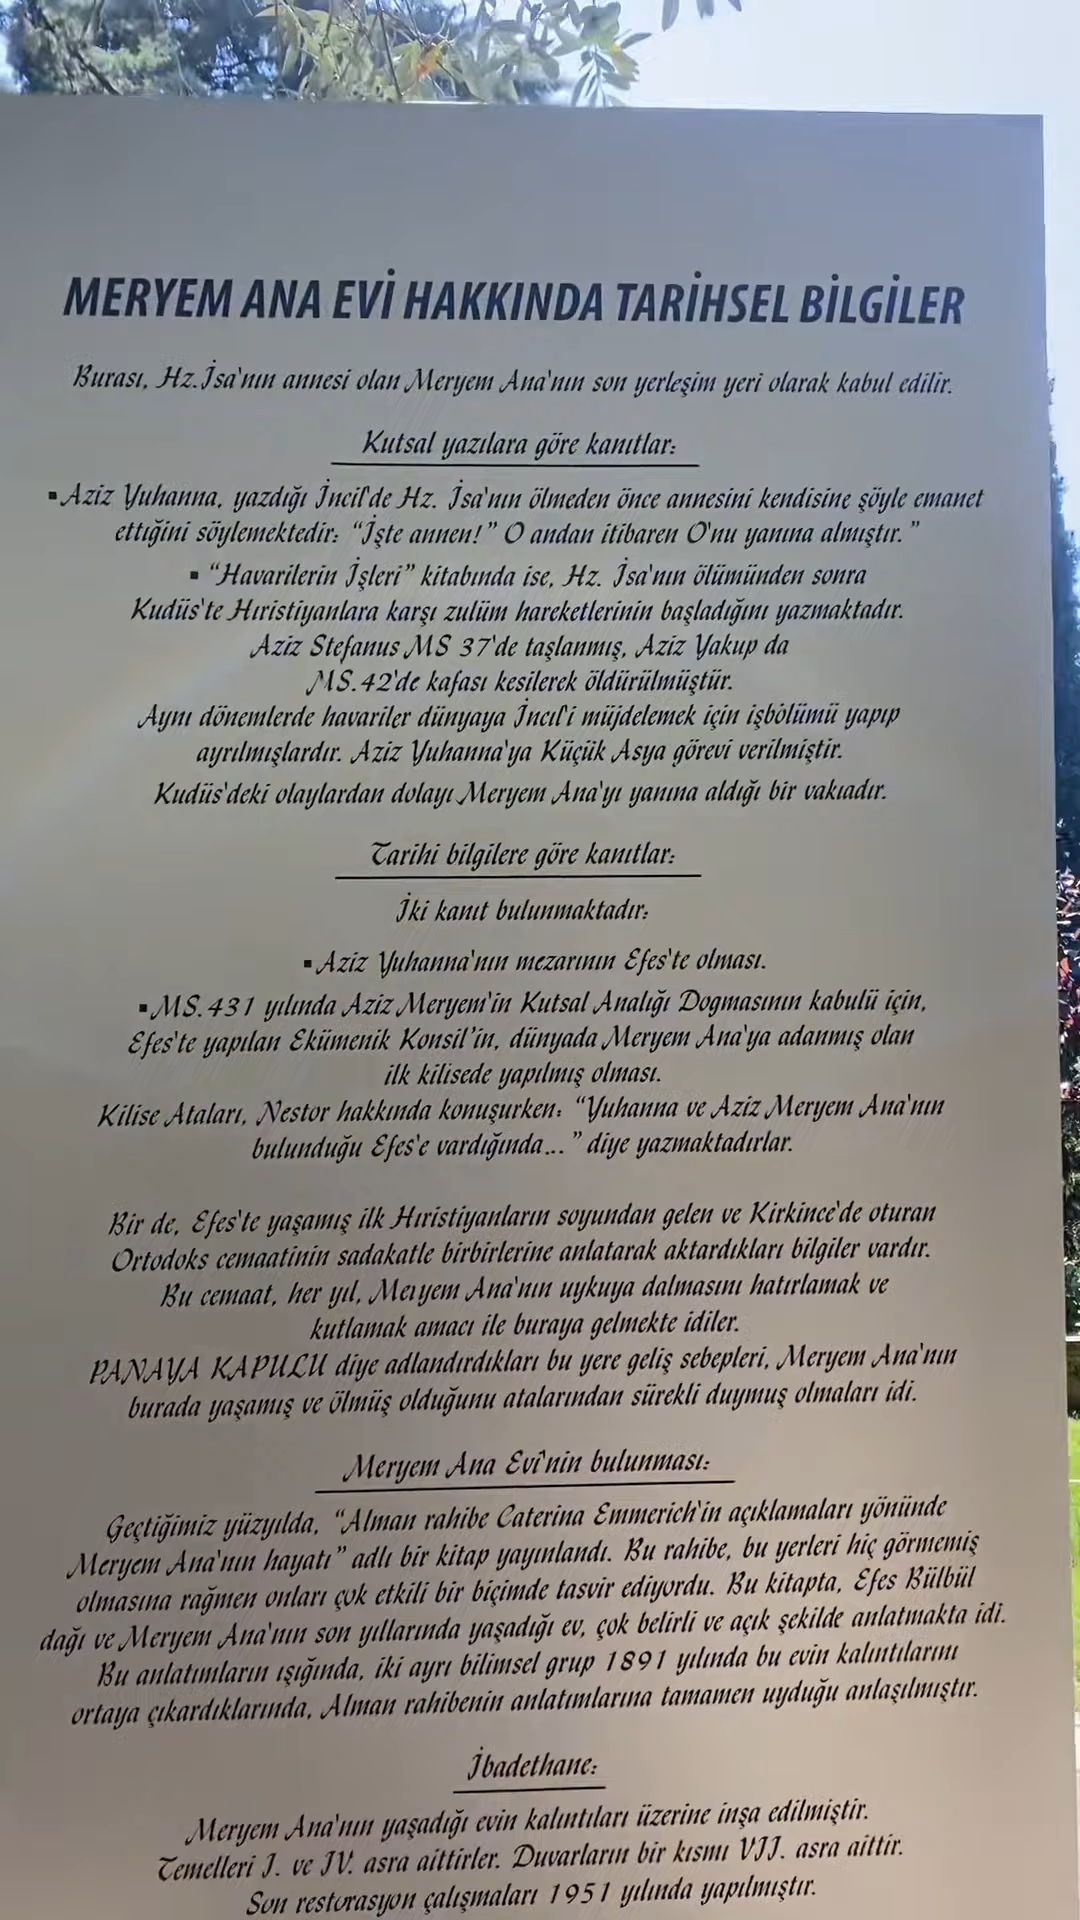 MERYEM ANA EVİ HAKKINDA TARİHSEL BİLGİLER
Burası, Hz.İsa'nın annesi olan Meryem Ana'nın son yerleşim yeri olarak kabul edilir.
Kutsal yazılara göre kanıtlar:
▪Aziz Yuhanna, yazdığı İncil'de Hz. İsa'nın ölmeden önce annesini kendisine şöyle emanet
ettığini söylemektedir: “İşte annen!” O andan itibaren O'nu yanına almıştır.”
▪ “Havarilerin İşleri” kitabında ise, Hz. İsa'nın ölümünden sonra
Kudüs'te Hıristiyanlara karşı zulüm hareketlerinin başladığını yazmaktadır.
Aziz Stefanus MS 37'de taşlanmış, Aziz Yakup da
MS.42'de kafası kesilerek öldürülmüştür.
Aynı dönemlerde havariler dünyaya İncil'i müjdelemek için işbölümü yapıp
ayrılmışlardır. Aziz Yuhanna'ya Küçük Asya görevi verilmiştir.
Kudüs'deki olaylardan dolayı Meryem Ana'yı yanına aldığı bir vakıadır.
Tarihi bilgilere göre kanıtlar:
İki kanıt bulunmaktadır:
▪Aziz Yuhanna'nın mezarının Efes'te olması.
▪MS.431 yılında Aziz Meryem'in Kutsal Analığı Dogmasının kabulü için,
Efes'te yapılan Ekümenik Konsil'in, dünyada Meryem Ana'ya adanmış olan
ilk kilisede yapılmış olması.
Kilise Ataları, Nestor hakkında konuşurken: “Yuhanna ve Aziz Meryem Ana'nın
bulunduğu Efes'e vardığında...” diye yazmaktadırlar.
Bir de, Efes'te yaşamış ilk Hıristiyanların soyundan gelen ve Kirkince'de oturan
Ortodoks cemaatinin sadakatle birbirlerine anlatarak aktardıkları bilgiler vardır.
Bu cemaat, her yıl, Meryem Ana'nın uykuya dalmasını hatırlamak ve
kutlamak amacı ile buraya gelmekte idiler.
PANAYA KAPULU diye adlandırdıkları bu yere geliş sebepleri, Meryem Ana'nın
burada yaşamış ve ölmüş olduğunu atalarından sürekli duymuş olmaları idi.
Meryem Ana Evi'nin bulunması:
Geçtiğimiz yüzyılda, “Alman rahibe Caterina Emmerich'in açıklamaları yönünde
Meryem Ana'nın hayatı” adlı bir kitap yayınlandı. Bu rahibe, bu yerleri hiç görmemiş
olmasına rağmen onları çok etkili bir biçimde tasvir ediyordu. Bu kitapta, Efes Bülbül
dağı ve Meryem Ana'nın son yıllarında yaşadığı ev, çok belirli ve açık şekilde anlatmakta idi.
Bu anlatımların ışığında, iki ayrı bilimsel grup 1891 yılında bu evin kalıntılarını
ortaya çıkardıklarında, Alman rahibenin anlatımlarına tamamen uyduğu anlaşılmıştır.
İbadethane:
Meryem Ana'nın yaşadığı evin kalıntıları üzerine inşa edilmiştir.
Temelleri I. ve IV. asra aittirler. Duvarların bir kısmı VII. asra aittir.
Son restorasyon çalışmaları 1951 yılında yapılmıştır.